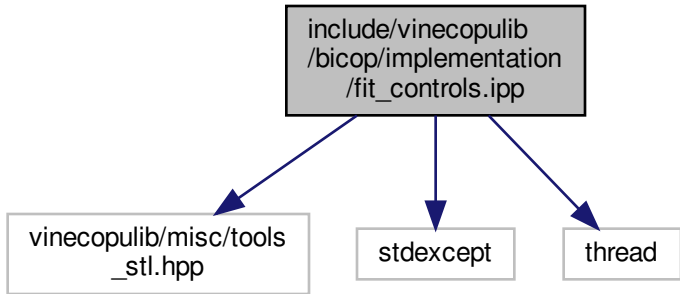 include/vinecopulib
/bicop/implementation
/fit_controls.ipp
vinecopulib/misc/tools
_stl.hpp
stdexcept
thread